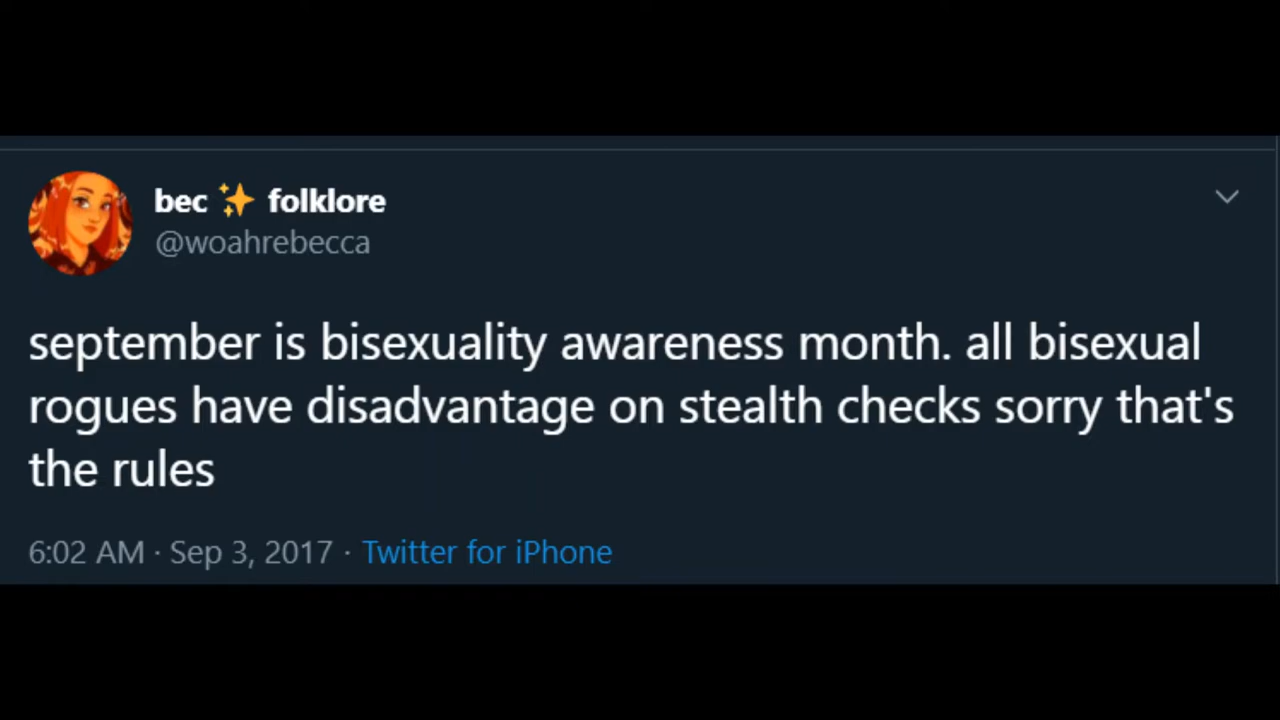 bec ✨ folklore
@woahrebecca
september is bisexuality awareness month. all bisexual
rogues have disadvantage on stealth checks sorry that's
the rules
6:02 AM · Sep 3, 2017 · Twitter for iPhone